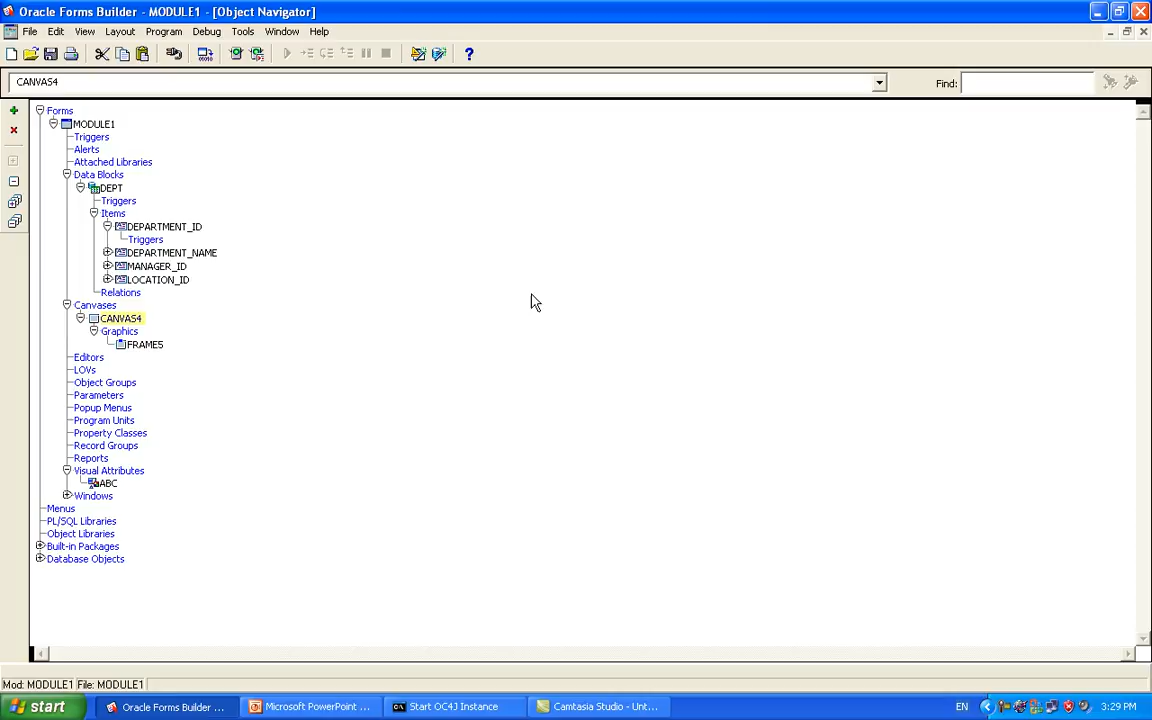 Oracle Forms Builder - MODULE1 - [Object Navigator]
File Edit View Layout Program Debug Tools Window Help
CANVAS4 Find:
Forms
MODULE1
Triggers
Alerts
Attached Libraries
Data Blocks
DEPT
Triggers
Items
DEPARTMENT_ID
Triggers
DEPARTMENT_NAME
MANAGER_ID
LOCATION_ID
Relations
Canvases
CANVAS4
Graphics
FRAME5
Editors
LOVs
Object Groups
Parameters
Popup Menus
Program Units
Property Classes
Record Groups
Reports
Visual Attributes
ABC
Windows
Menus
PL/SQL Libraries
Object Libraries
Built-in Packages
Database Objects
Mod: MODULE1 File: MODULE1
start Oracle Forms Builder ... Microsoft PowerPoint ... Start OC4J Instance Camtasia Studio - Unt... EN 3:29 PM